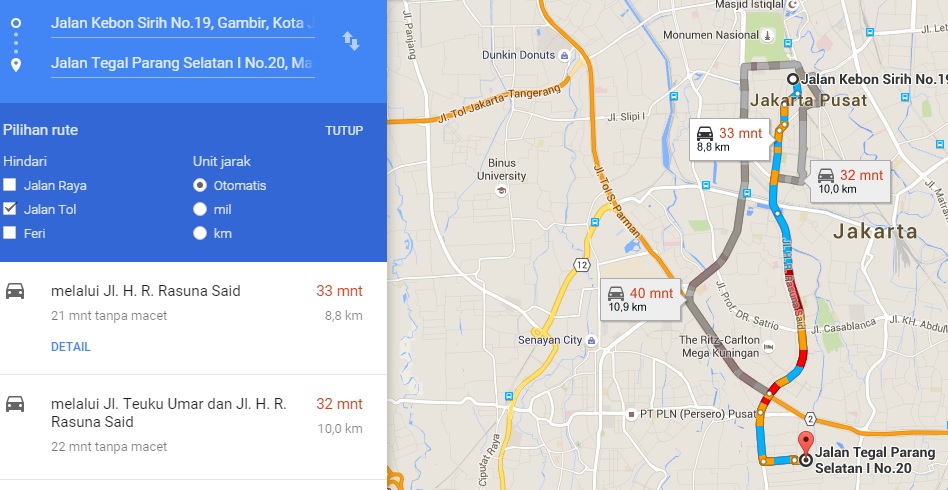 Jalan Kebon Sirih No.19, Gambir, Kota J
Jalan Tegal Parang Selatan I No.20, Ma
Pilihan rute
TUTUP
Hindari
Unit jarak
Jalan Raya
Otomatis
Jalan Tol
mil
Feri
km
melalui Jl. H. R. Rasuna Said
33 mnt
21 mnt tanpa macet
8,8 km
DETAIL
melalui Jl. Teuku Umar dan Jl. H. R.
Rasuna Said
32 mnt
10,0 km
22 mnt tanpa macet
Masjid Istiqlal
Jl. Panjang
Monumen Nasional
Dunkin Donuts
Jalan Kebon Sirih No.19
Jl. Tol Jakarta-Tangerang
Jakarta Pusat
Jl. Slipi I
33 mnt
8,8 km
Binus
University
32 mnt
10,0 km
Jl. Tol S. Parman
Jakarta
12
Jl. H. R. Rasuna Said
40 mnt
10,9 km
Jl. Prof. DR. Satrio
Jl. Casablanca
Jl. KH. Abdul
Senayan City
The Ritz-Carlton
Mega Kuningan
PT PLN (Persero) Pusat
2
Ciputat Raya
Jalan Tegal Parang
Selatan I No.20